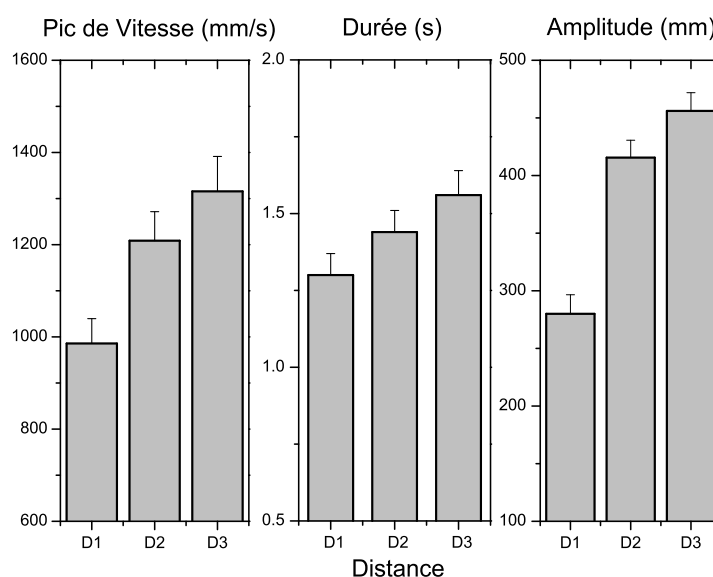 Pic de Vitesse (mm/s)
Durée (s)
Amplitude (mm)
1600
1400
1200
1000
800
600
2.0
1.5
1.0
0.5
500
400
300
200
100
D1 D2 D3
D1 D2 D3
D1 D2 D3
Distance